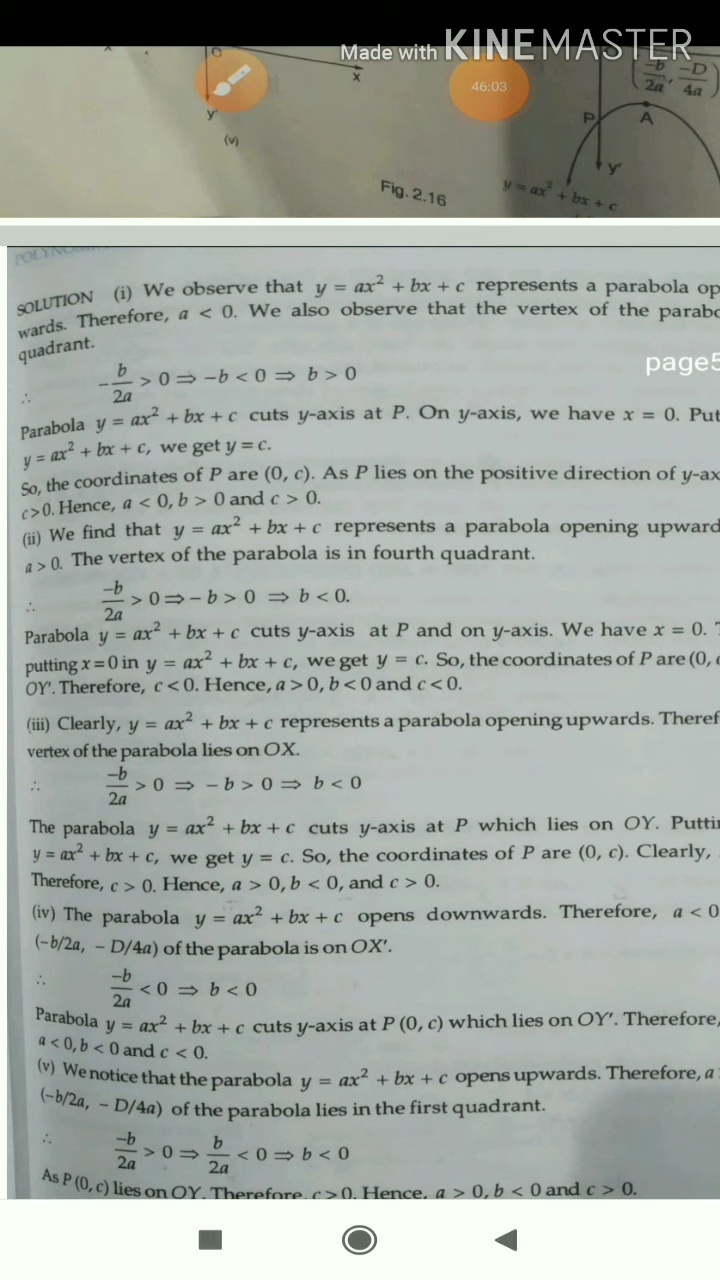 Made with KINEMASTER
46:03
x
y'
(v)
Fig. 2.16
(-b/2a, -D/4a)
P
A
y'
y = ax² + bx + c
SOLUTION (i) We observe that y = ax² + bx + c represents a parabola op
wards. Therefore, a < 0. We also observe that the vertex of the parabo
quadrant.
page5
∴ -b/2a > 0 ⇒ -b < 0 ⇒ b > 0
Parabola y = ax² + bx + c cuts y-axis at P. On y-axis, we have x = 0. Put
y = ax² + bx + c, we get y = c.
So, the coordinates of P are (0, c). As P lies on the positive direction of y-ax
c > 0. Hence, a < 0, b > 0 and c > 0.
(ii) We find that y = ax² + bx + c represents a parabola opening upward
a > 0. The vertex of the parabola is in fourth quadrant.
∴ -b/2a > 0 ⇒ - b > 0 ⇒ b < 0.
Parabola y = ax² + bx + c cuts y-axis at P and on y-axis. We have x = 0.
putting x = 0 in y = ax² + bx + c, we get y = c. So, the coordinates of P are (0,
OY'. Therefore, c < 0. Hence, a > 0, b < 0 and c < 0.
(iii) Clearly, y = ax² + bx + c represents a parabola opening upwards. Theref
vertex of the parabola lies on OX.
∴ -b/2a > 0 ⇒ - b > 0 ⇒ b < 0
The parabola y = ax² + bx + c cuts y-axis at P which lies on OY. Puttin
y = ax² + bx + c, we get y = c. So, the coordinates of P are (0, c). Clearly,
Therefore, c > 0. Hence, a > 0, b < 0, and c > 0.
(iv) The parabola y = ax² + bx + c opens downwards. Therefore, a < 0
(-b/2a, - D/4a) of the parabola is on OX'.
∴ -b/2a < 0 ⇒ b < 0
Parabola y = ax² + bx + c cuts y-axis at P (0, c) which lies on OY'. Therefore,
a < 0, b < 0 and c < 0.
(v) We notice that the parabola y = ax² + bx + c opens upwards. Therefore, a
(-b/2a, - D/4a) of the parabola lies in the first quadrant.
∴ -b/2a > 0 ⇒ b/2a < 0 ⇒ b < 0
As P (0, c) lies on OY. Therefore, c > 0. Hence, a > 0, b < 0 and c > 0.